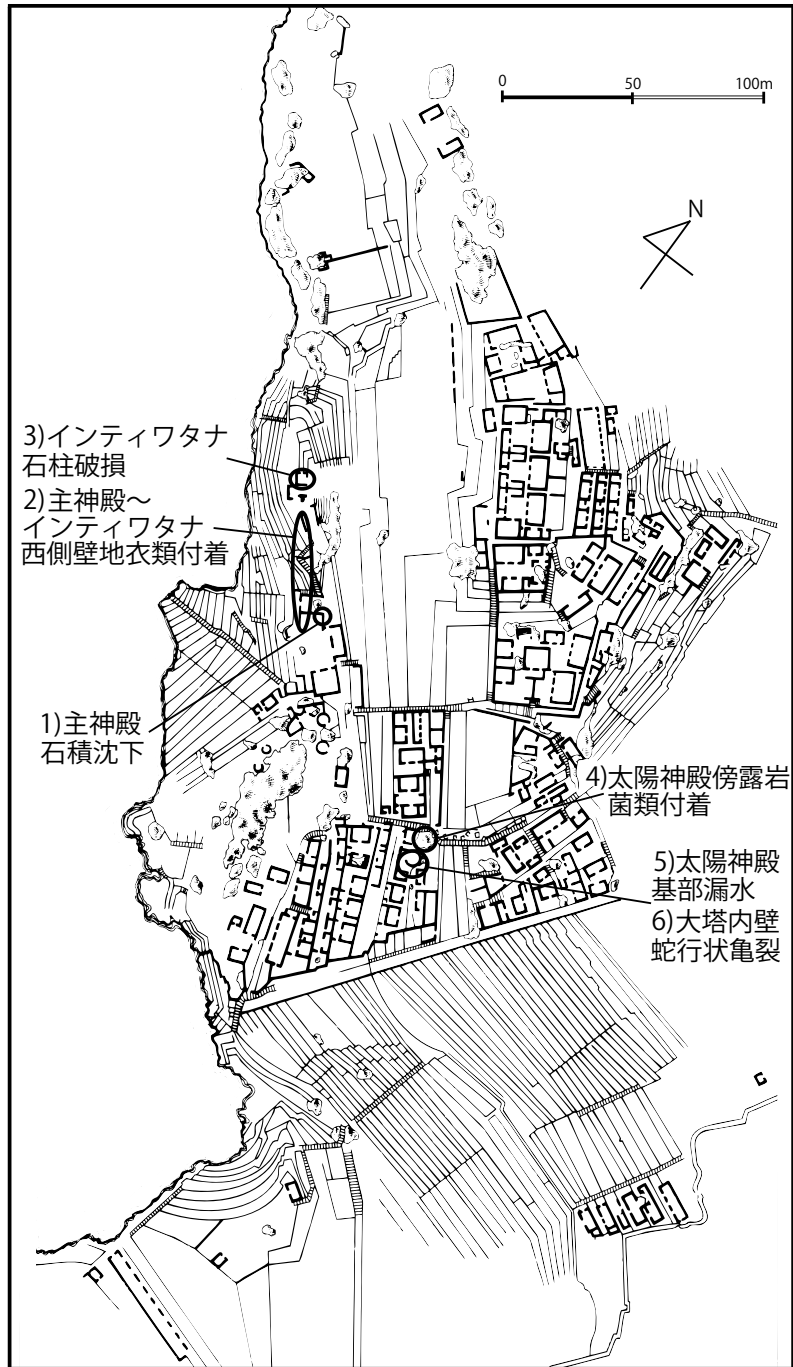 0 50 100m
N
3)インティワタナ
石柱破損
2)主神殿～
インティワタナ
西側壁地衣類付着
1)主神殿
石積沈下
4)太陽神殿傍露岩
菌類付着
5)太陽神殿
基部漏水
6)大塔内壁
蛇行状亀裂